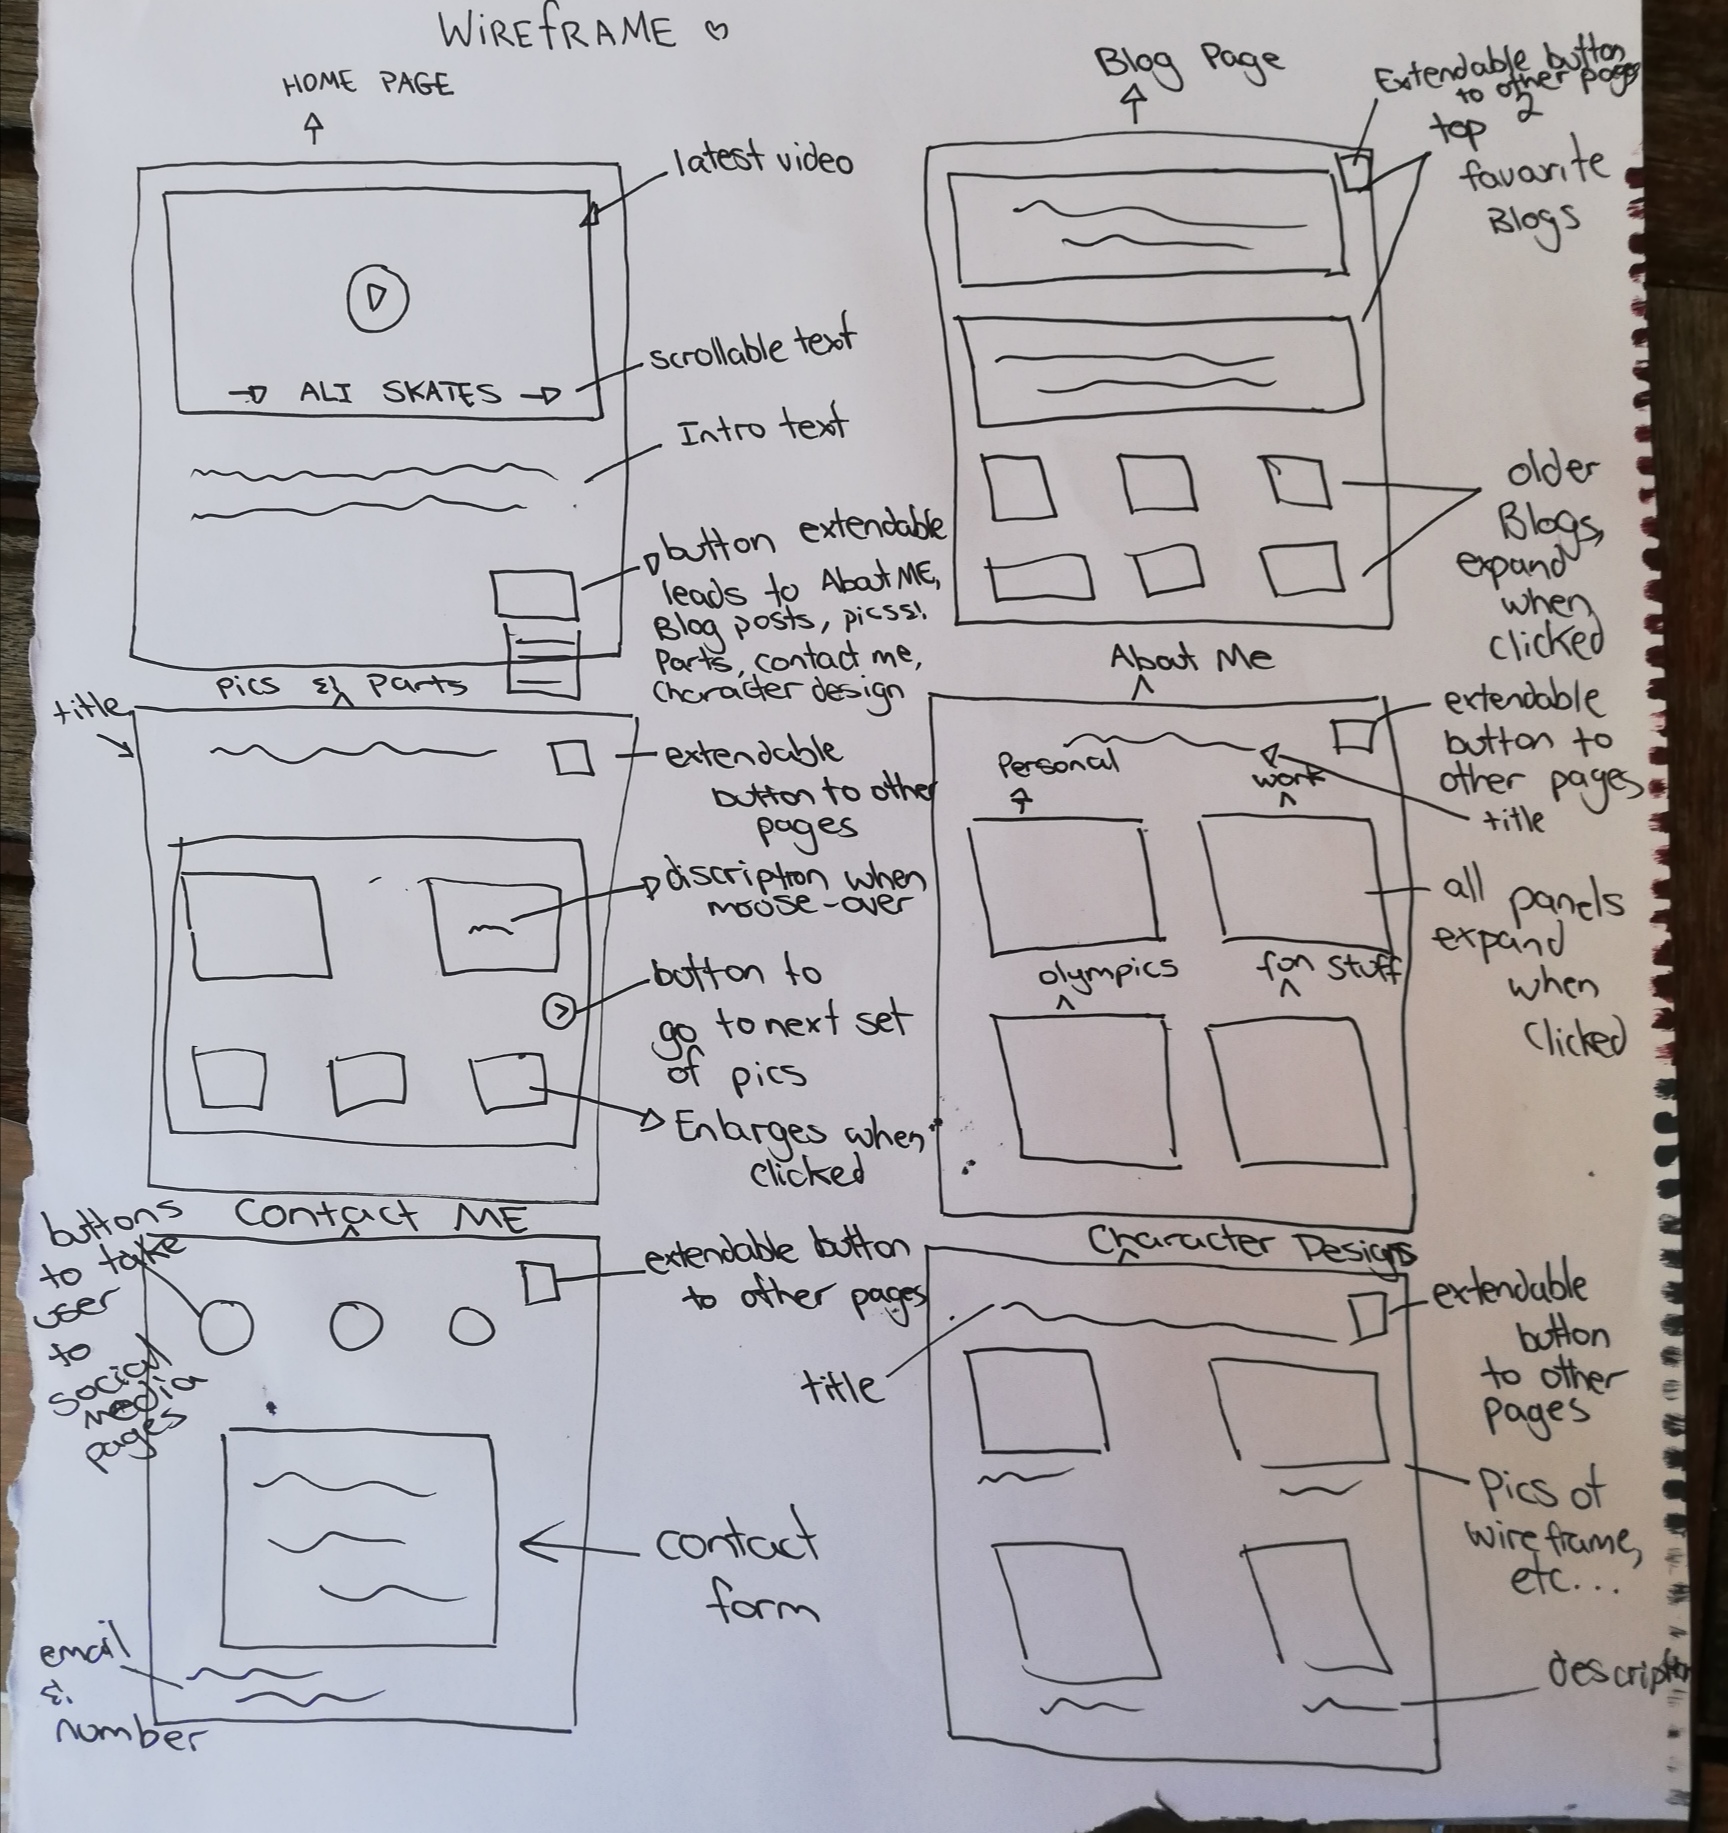 WiREfRAME
HOME PAGE
latest video
scrollable text
ALI SKATES
Intro text
button extendable
leads to About ME,
Blog posts, picss!
Parts, contact me,
Character design
Blog Page
Extendable button
to other pages
top 2
favourite
Blogs
older
Blogs,
expand
when
clicked
Pics & Parts
title
extendable
button to other
pages
discription when
mouse-over
button to
go to next set
of pics
Enlarges when
clicked
About Me
extendable
button to
other pages
title
Personal
work
all panels
expand
when
clicked
olympics
fun stuff
Contact ME
buttons
to take
user
to
social
media
pages
extendable button
to other pages
contact
form
email
&
number
Character Designs
title
extendable
button
to other
pages
Pics of
wireframe,
etc...
description